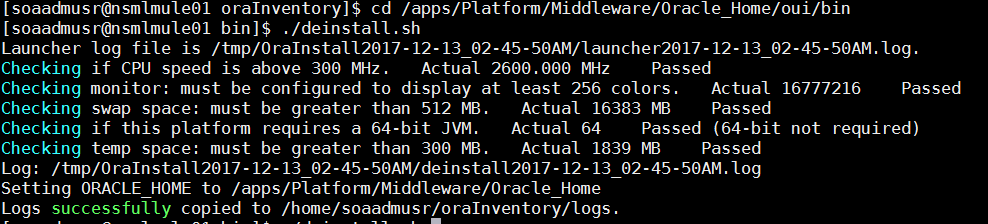 [soaadmusr@nsmlmule01 oraInventory]$ cd /apps/Platform/Middleware/Oracle_Home/oui/bin
[soaadmusr@nsmlmule01 bin]$ ./deinstall.sh
Launcher log file is /tmp/OraInstall2017-12-13_02-45-50AM/launcher2017-12-13_02-45-50AM.log.
Checking if CPU speed is above 300 MHz.   Actual 2600.000 MHz    Passed
Checking monitor: must be configured to display at least 256 colors.   Actual 16777216    Passed
Checking swap space: must be greater than 512 MB.   Actual 16383 MB    Passed
Checking if this platform requires a 64-bit JVM.   Actual 64    Passed (64-bit not required)
Checking temp space: must be greater than 300 MB.   Actual 1839 MB    Passed
Log: /tmp/OraInstall2017-12-13_02-45-50AM/deinstall2017-12-13_02-45-50AM.log
Setting ORACLE_HOME to /apps/Platform/Middleware/Oracle_Home
Logs successfully copied to /home/soaadmusr/oraInventory/logs.